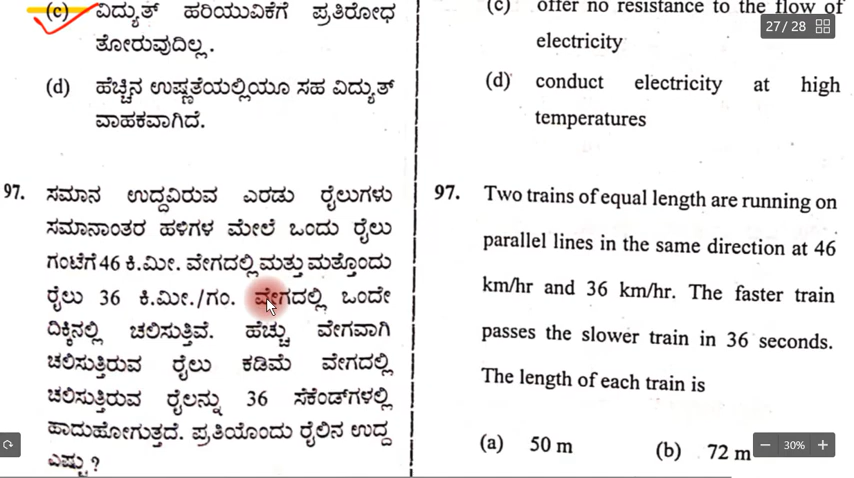 (c) ವಿದ್ಯುತ್ ಹರಿಯುವಿಕೆಗೆ ಪ್ರತಿರೋಧ
ತೋರುವುದಿಲ್ಲ.
(d) ಹೆಚ್ಚಿನ ಉಷ್ಣತೆಯಲ್ಲಿಯೂ ಸಹ ವಿದ್ಯುತ್
ವಾಹಕವಾಗಿದೆ.
97. ಸಮಾನ ಉದ್ದವಿರುವ ಎರಡು ರೈಲುಗಳು
ಸಮಾನಾಂತರ ಹಳಿಗಳ ಮೇಲೆ ಒಂದು ರೈಲು
ಗಂಟೆಗೆ 46 ಕಿ.ಮೀ. ವೇಗದಲ್ಲಿ ಮತ್ತು ಮತ್ತೊಂದು
ರೈಲು 36 ಕಿ.ಮೀ./ಗಂ. ವೇಗದಲ್ಲಿ ಒಂದೇ
ದಿಕ್ಕಿನಲ್ಲಿ ಚಲಿಸುತ್ತಿವೆ. ಹೆಚ್ಚು ವೇಗವಾಗಿ
ಚಲಿಸುತ್ತಿರುವ ರೈಲು ಕಡಿಮೆ ವೇಗದಲ್ಲಿ
ಚಲಿಸುತ್ತಿರುವ ರೈಲನ್ನು 36 ಸೆಕೆಂಡ್‌ಗಳಲ್ಲಿ
ಹಾದುಹೋಗುತ್ತದೆ. ಪ್ರತಿಯೊಂದು ರೈಲಿನ ಉದ್ದ
ಎಷ್ಟು?
(c) offer no resistance to the flow of
electricity
(d) conduct electricity at high
temperatures
97. Two trains of equal length are running on
parallel lines in the same direction at 46
km/hr and 36 km/hr. The faster train
passes the slower train in 36 seconds.
The length of each train is
(a) 50 m (b) 72 m
27 / 28
30%